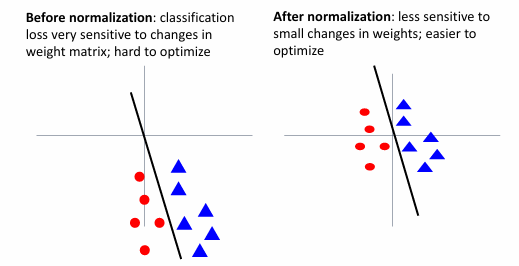 Before normalization: classification
loss very sensitive to changes in
weight matrix; hard to optimize
After normalization: less sensitive to
small changes in weights; easier to
optimize